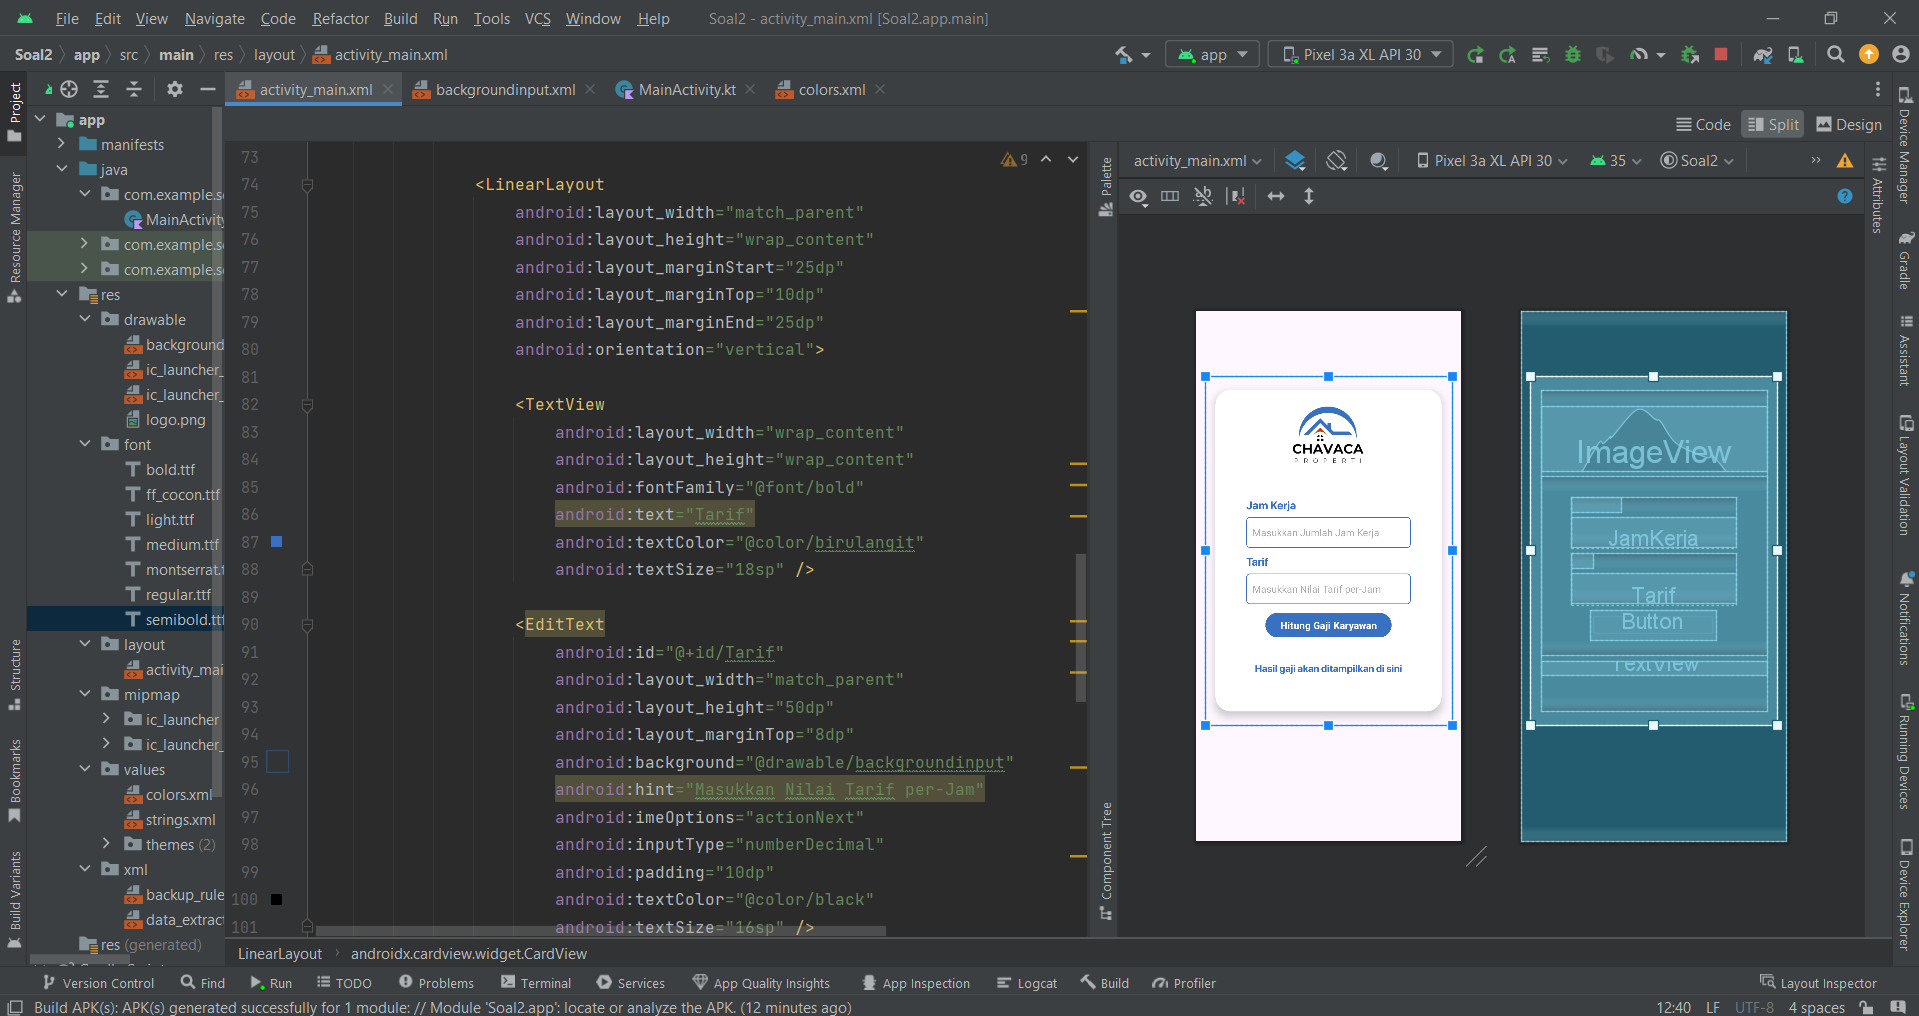 File Edit View Navigate Code Refactor Build Run Tools VCS Window Help Soal2 - activity_main.xml [Soal2.app.main]
Soal2 app src main res layout activity_main.xml app Pixel 3a XL API 30
activity_main.xml backgroundinput.xml MainActivity.kt colors.xml
Code Split Design
Project
Resource Manager
Structure
Bookmarks
Build Variants
app
manifests
java
com.example.s
MainActivity
com.example.s
com.example.s
res
drawable
background
ic_launcher_
ic_launcher_
logo.png
font
bold.ttf
ff_cocon.ttf
light.ttf
medium.ttf
montserrat.t
regular.ttf
semibold.ttf
layout
activity_mai
mipmap
ic_launcher
ic_launcher_
values
colors.xml
strings.xml
themes (2)
xml
backup_rule
data_extract
res (generated)
9
73
74 <LinearLayout
75 android:layout_width="match_parent"
76 android:layout_height="wrap_content"
77 android:layout_marginStart="25dp"
78 android:layout_marginTop="10dp"
79 android:layout_marginEnd="25dp"
80 android:orientation="vertical">
81
82 <TextView
83 android:layout_width="wrap_content"
84 android:layout_height="wrap_content"
85 android:fontFamily="@font/bold"
86 android:text="Tarif"
87 android:textColor="@color/birulangit"
88 android:textSize="18sp" />
89
90 <EditText
91 android:id="@+id/Tarif"
92 android:layout_width="match_parent"
93 android:layout_height="50dp"
94 android:layout_marginTop="8dp"
95 android:background="@drawable/backgroundinput"
96 android:hint="Masukkan Nilai Tarif per-Jam"
97 android:imeOptions="actionNext"
98 android:inputType="numberDecimal"
99 android:padding="10dp"
100 android:textColor="@color/black"
101 android:textSize="16sp" />
LinearLayout androidx.cardview.widget.CardView
Palette
Component Tree
activity_main.xml Pixel 3a XL API 30 35 Soal2
CHAVACA
PROPERTI
Jam Kerja
Masukkan Jumlah Jam Kerja
Tarif
Masukkan Nilai Tarif per-Jam
Hitung Gaji Karyawan
Hasil gaji akan ditampilkan di sini
ImageView
JamKerja
Tarif
Button
TextView
Attributes
Device Manager
Gradle
Assistant
Layout Validation
Notifications
Running Devices
Device Explorer
Version Control Find Run TODO Problems Terminal Services App Quality Insights App Inspection Logcat Build Profiler Layout Inspector
Build APK(s): APK(s) generated successfully for 1 module: // Module 'Soal2.app': locate or analyze the APK. (12 minutes ago) 12:40 LF UTF-8 4 spaces